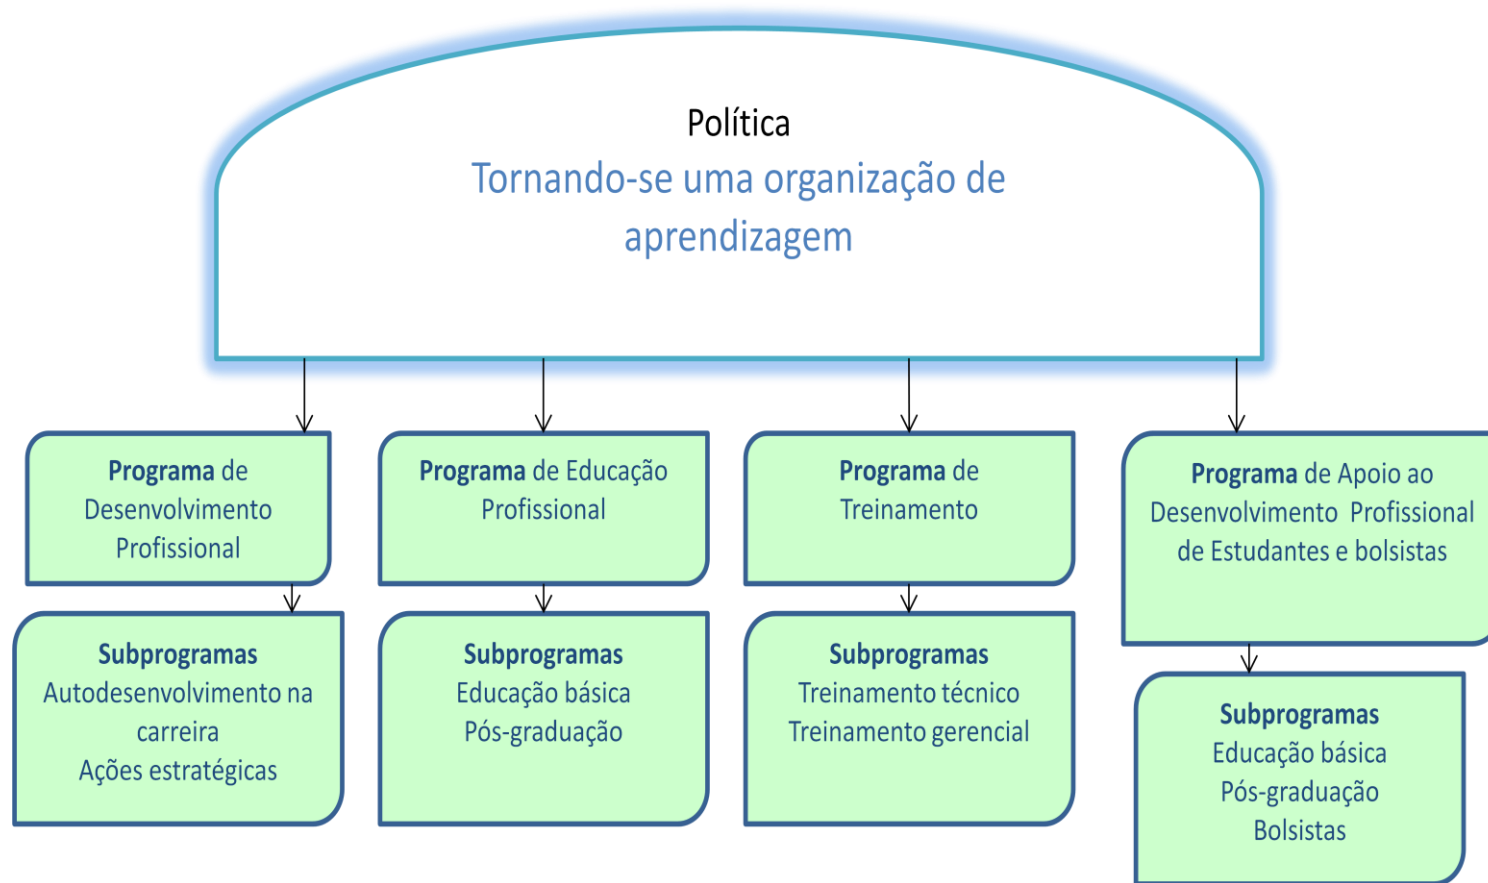 Política
Tornando-se uma organização de
aprendizagem
Programa de
Desenvolvimento
Profissional
Programa de Educação
Profissional
Programa de
Treinamento
Programa de Apoio ao
Desenvolvimento Profissional
de Estudantes e bolsistas
Subprogramas
Autodesenvolvimento na
carreira
Ações estratégicas
Subprogramas
Educação básica
Pós-graduação
Subprogramas
Treinamento técnico
Treinamento gerencial
Subprogramas
Educação básica
Pós-graduação
Bolsistas